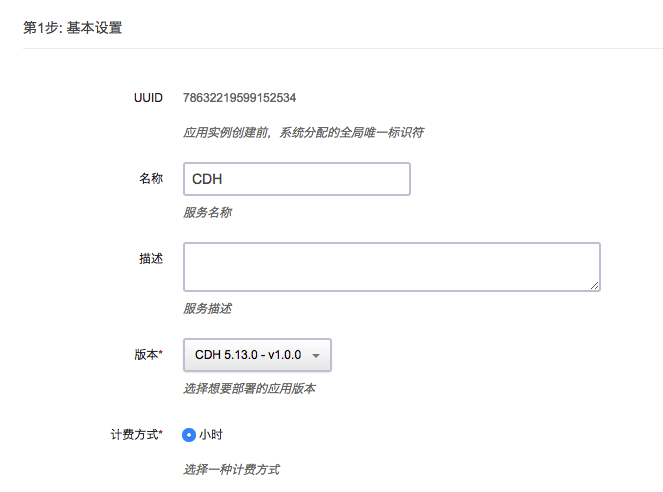 第1步: 基本设置
UUID 78632219599152534
应用实例创建前，系统分配的全局唯一标识符
名称 CDH
服务名称
描述
服务描述
版本* CDH 5.13.0 - v1.0.0
选择想要部署的应用版本
计费方式* 小时
选择一种计费方式